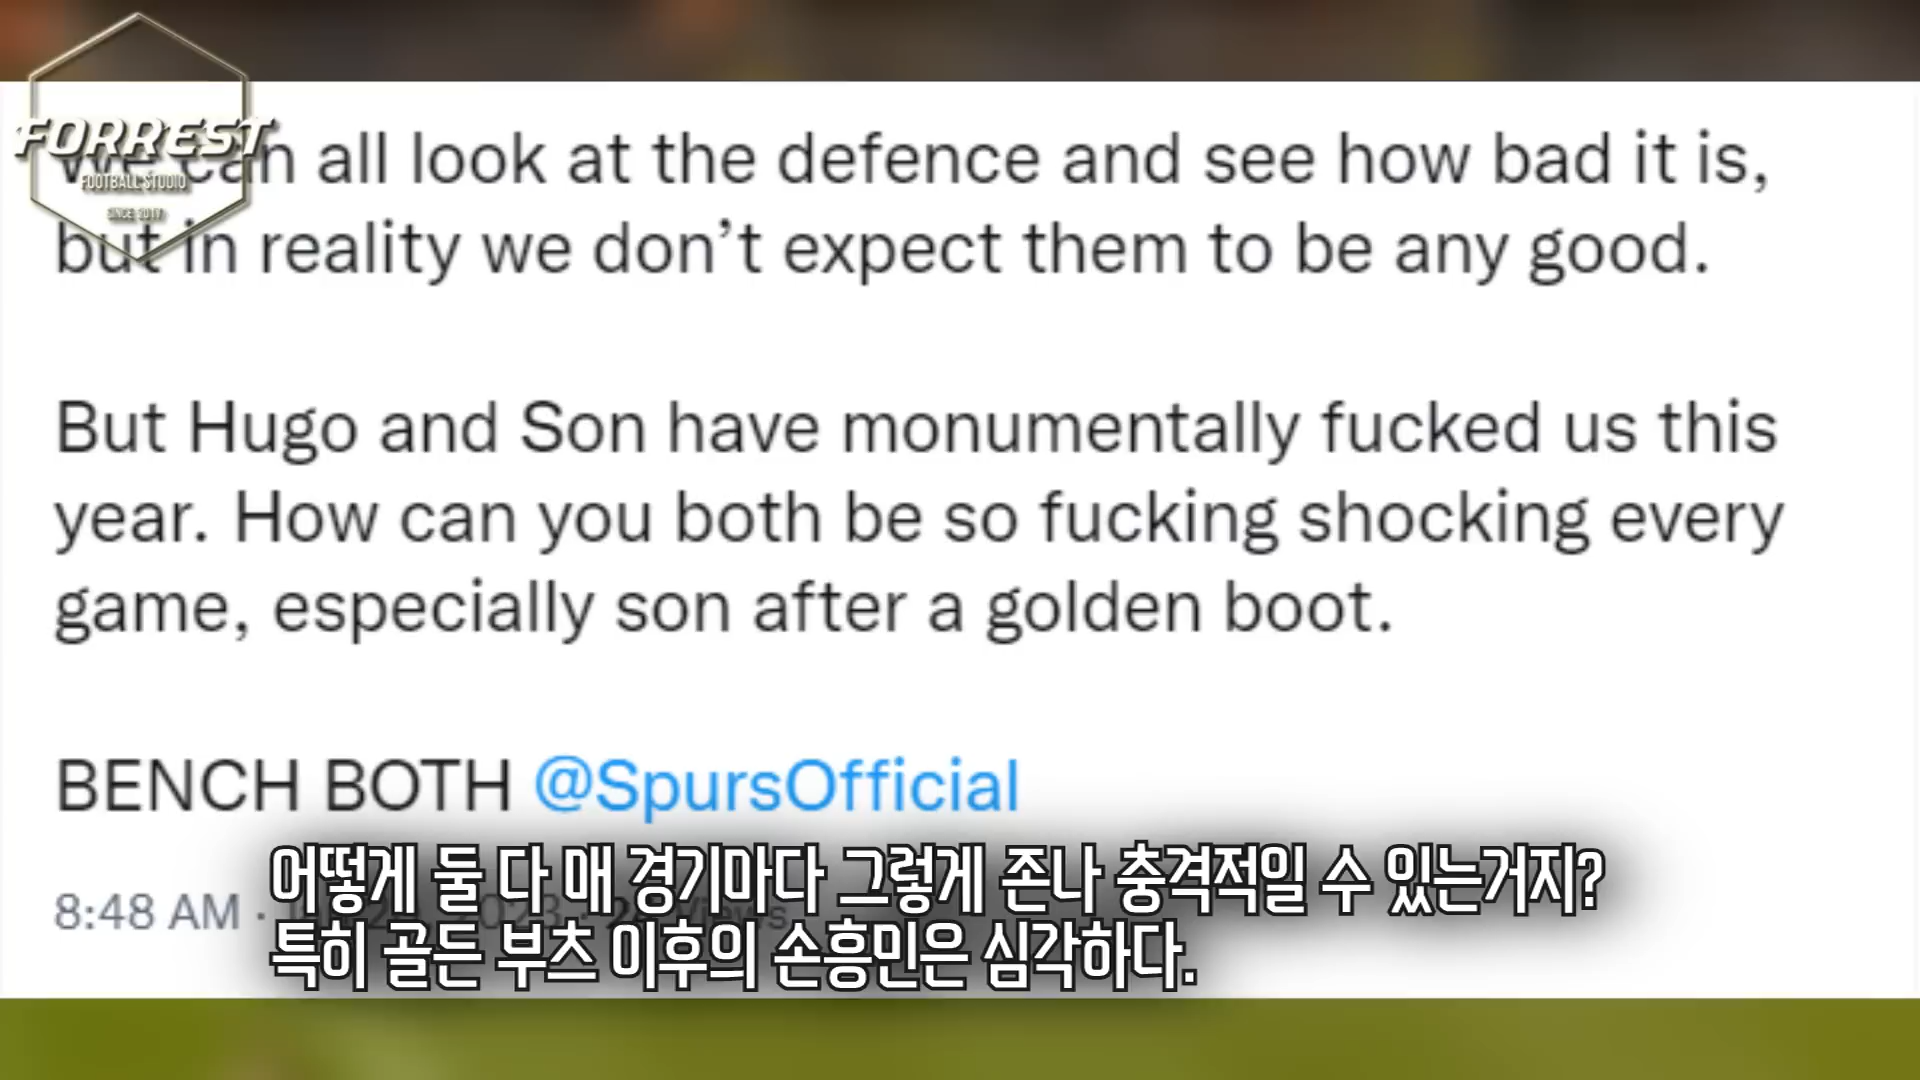 FORREST
FOOTBALL STUDIO
SINCE 2017
We can all look at the defence and see how bad it is,
but in reality we don't expect them to be any good.
But Hugo and Son have monumentally fucked us this
year. How can you both be so fucking shocking every
game, especially son after a golden boot.
BENCH BOTH @SpursOfficial
8:48 AM · 2023 · Views
어떻게 둘 다 매 경기마다 그렇게 존나 충격적일 수 있는거지?
특히 골든 부츠 이후의 손흥민은 심각하다.